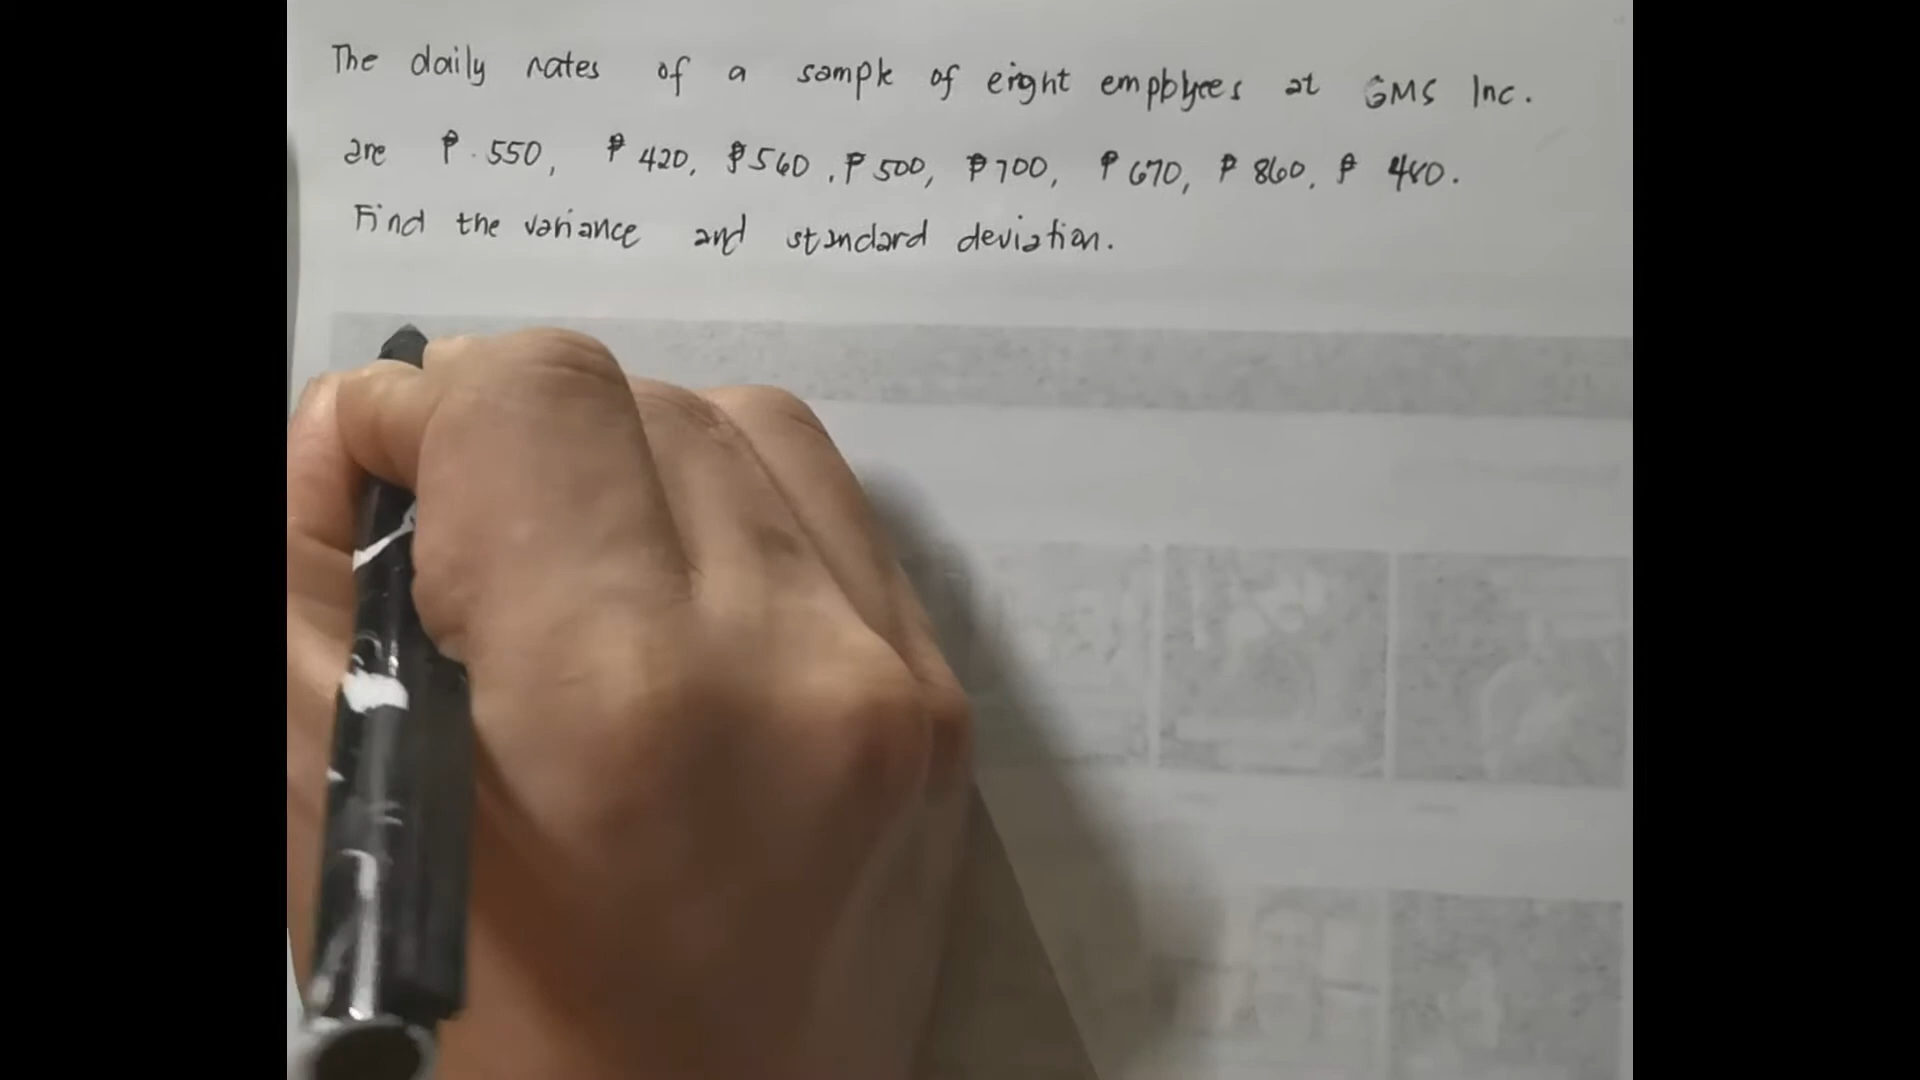 The daily rates of a sample of eight employees at GMS Inc.
are ₱ 550, ₱ 420, ₱ 560, ₱ 500, ₱ 700, ₱ 670, ₱ 860, ₱ 480.
Find the variance and standard deviation.